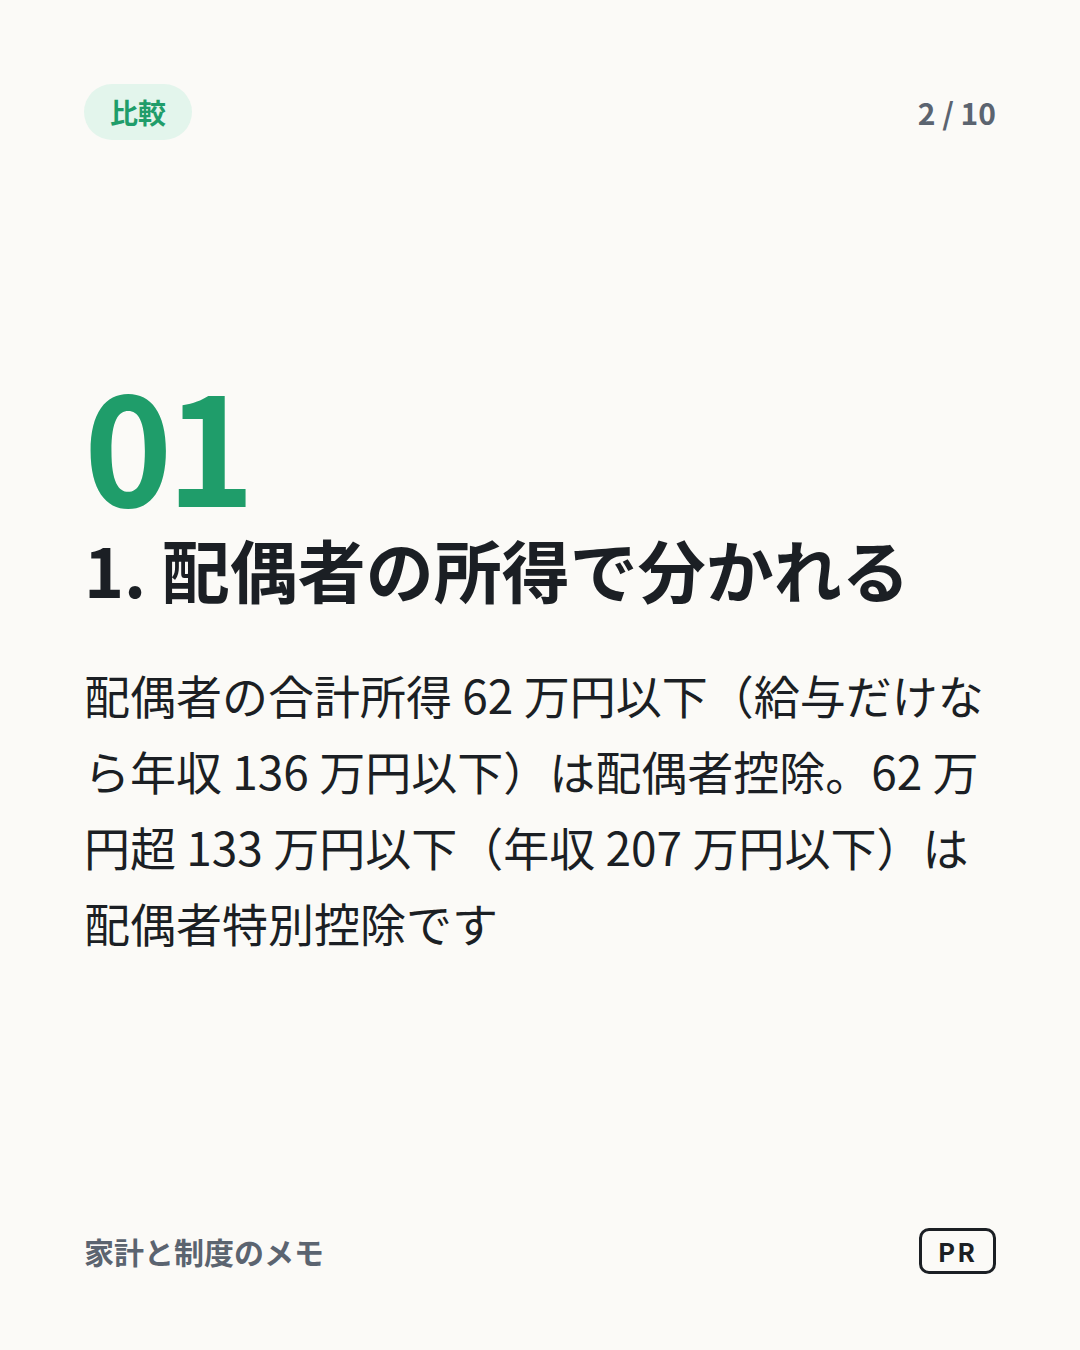 比較
2 / 10
01
1. 配偶者の所得で分かれる
配偶者の合計所得 62 万円以下（給与だけな
ら年収 136 万円以下）は配偶者控除。62 万
円超 133 万円以下（年収 207 万円以下）は
配偶者特別控除です
家計と制度のメモ
PR